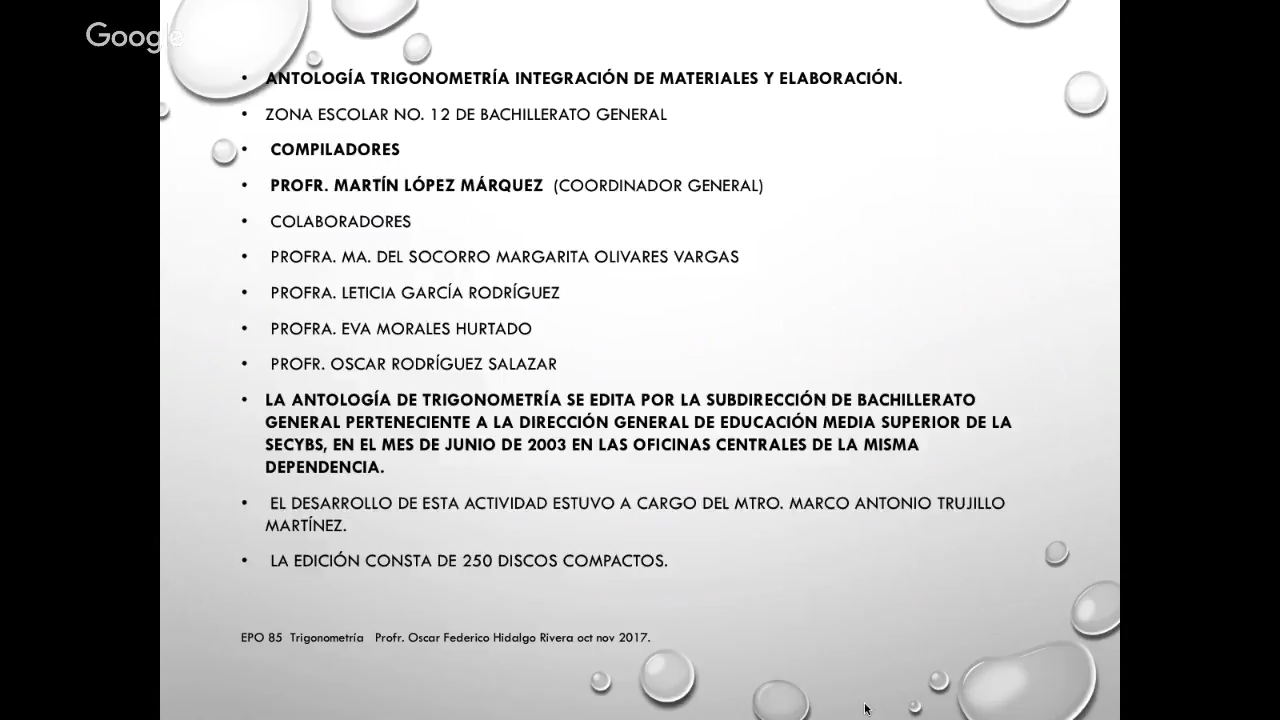 Google
• ANTOLOGÍA TRIGONOMETRÍA INTEGRACIÓN DE MATERIALES Y ELABORACIÓN.
• ZONA ESCOLAR NO. 12 DE BACHILLERATO GENERAL
• COMPILADORES
• PROFR. MARTÍN LÓPEZ MÁRQUEZ (COORDINADOR GENERAL)
• COLABORADORES
• PROFRA. MA. DEL SOCORRO MARGARITA OLIVARES VARGAS
• PROFRA. LETICIA GARCÍA RODRÍGUEZ
• PROFRA. EVA MORALES HURTADO
• PROFR. OSCAR RODRÍGUEZ SALAZAR
• LA ANTOLOGÍA DE TRIGONOMETRÍA SE EDITA POR LA SUBDIRECCIÓN DE BACHILLERATO
GENERAL PERTENECIENTE A LA DIRECCIÓN GENERAL DE EDUCACIÓN MEDIA SUPERIOR DE LA
SECYBS, EN EL MES DE JUNIO DE 2003 EN LAS OFICINAS CENTRALES DE LA MISMA
DEPENDENCIA.
• EL DESARROLLO DE ESTA ACTIVIDAD ESTUVO A CARGO DEL MTRO. MARCO ANTONIO TRUJILLO
MARTÍNEZ.
• LA EDICIÓN CONSTA DE 250 DISCOS COMPACTOS.
EPO 85 Trigonometría Profr. Oscar Federico Hidalgo Rivera oct nov 2017.